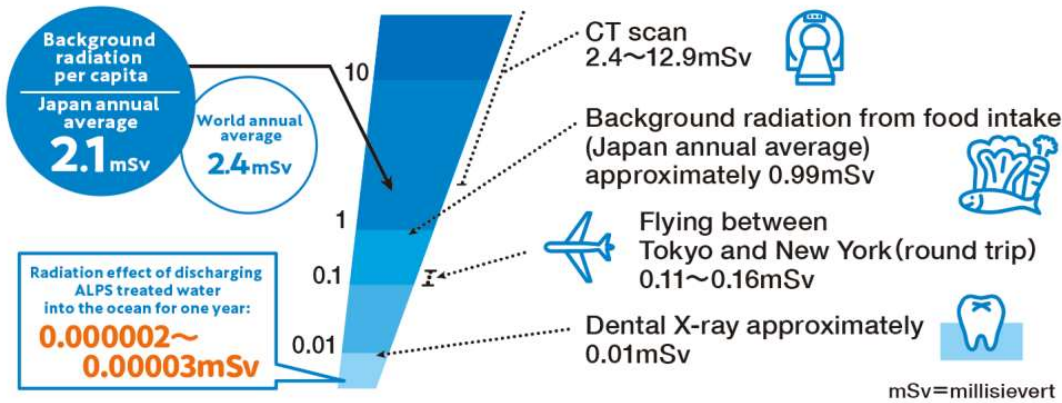 Background
radiation
per capita
Japan annual
average
2.1mSv
World annual
average
2.4mSv
10
1
0.1
0.01
CT scan
2.4～12.9mSv
Background radiation from food intake
(Japan annual average)
approximately 0.99mSv
Flying between
Tokyo and New York(round trip)
0.11～0.16mSv
Dental X-ray approximately
0.01mSv
Radiation effect of discharging
ALPS treated water
into the ocean for one year:
0.000002～
0.00003mSv
mSv=millisievert